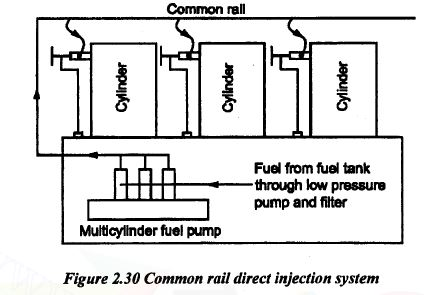 Common rail
Cylinder
Cylinder
Cylinder
Fuel from fuel tank
through low pressure
pump and filter
Multicylinder fuel pump
Figure 2.30 Common rail direct injection system